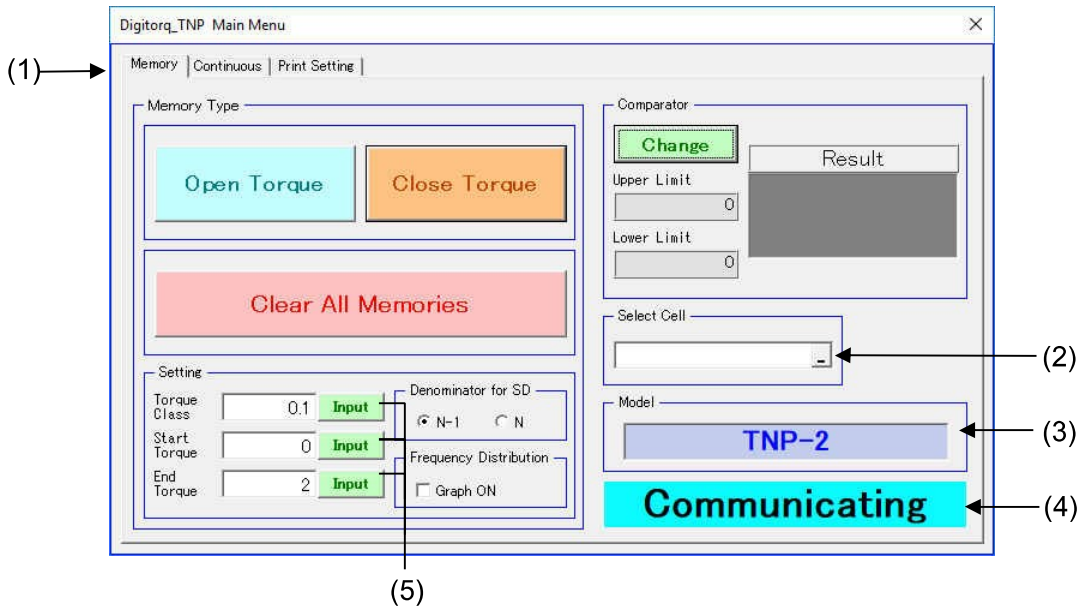 Digitorq_TNP Main Menu
(1)
Memory | Continuous | Print Setting |
Memory Type
Open Torque
Close Torque
Clear All Memories
Setting
Torque Class
0.1
Input
Start Torque
0
Input
End Torque
2
Input
Denominator for SD
N-1
N
Frequency Distribution
Graph ON
(5)
Comparator
Change
Result
Upper Limit
0
Lower Limit
0
Select Cell
_
(2)
Model
TNP-2
(3)
Communicating
(4)